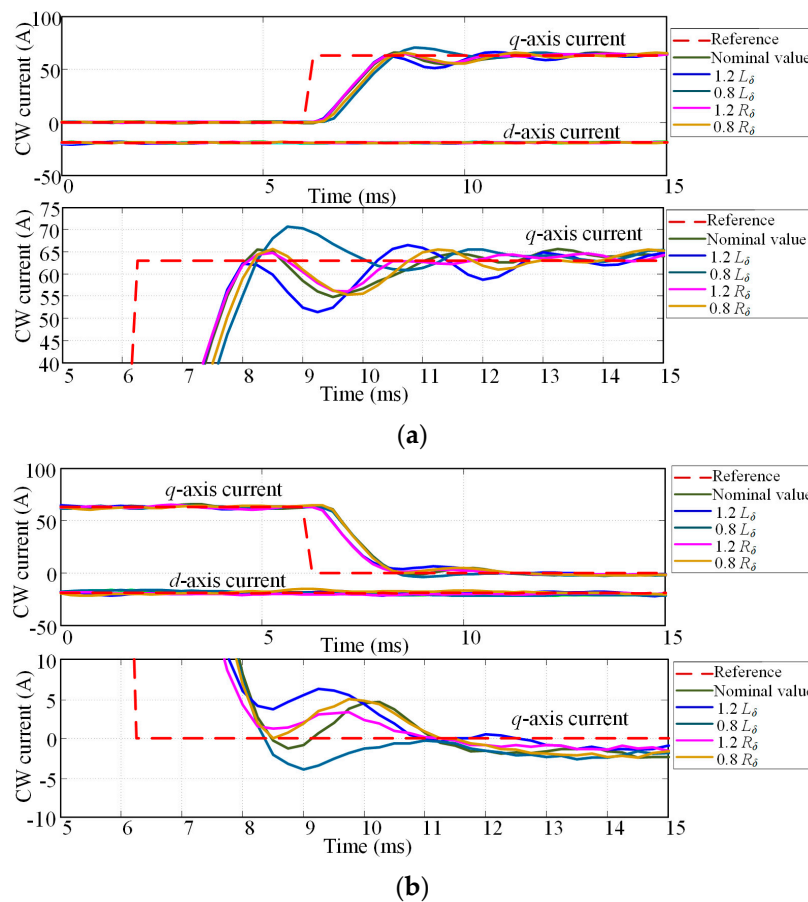 100
50
0
-50
CW current (A)
q-axis current
d-axis current
0
5
10
15
Time (ms)
Reference
Nominal value
1.2 Lδ
0.8 Lδ
1.2 Rδ
0.8 Rδ
75
70
65
60
55
50
45
40
CW current (A)
q-axis current
5
6
7
8
9
10
11
12
13
14
15
Time (ms)
Reference
Nominal value
1.2 Lδ
0.8 Lδ
1.2 Rδ
0.8 Rδ
(a)
100
50
0
-50
CW current (A)
q-axis current
d-axis current
0
5
10
15
Time (ms)
Reference
Nominal value
1.2 Lδ
0.8 Lδ
1.2 Rδ
0.8 Rδ
10
5
0
-5
-10
CW current (A)
q-axis current
5
6
7
8
9
10
11
12
13
14
15
Time (ms)
Reference
Nominal value
1.2 Lδ
0.8 Lδ
1.2 Rδ
0.8 Rδ
(b)